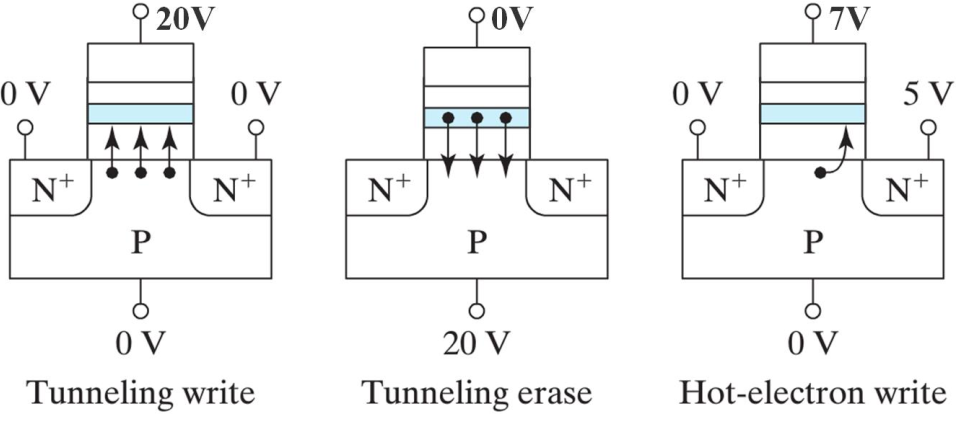 20V
0 V
0 V
N+
N+
P
0 V
Tunneling write
0V
N+
N+
P
20 V
Tunneling erase
7V
0 V
5 V
N+
N+
P
0 V
Hot-electron write